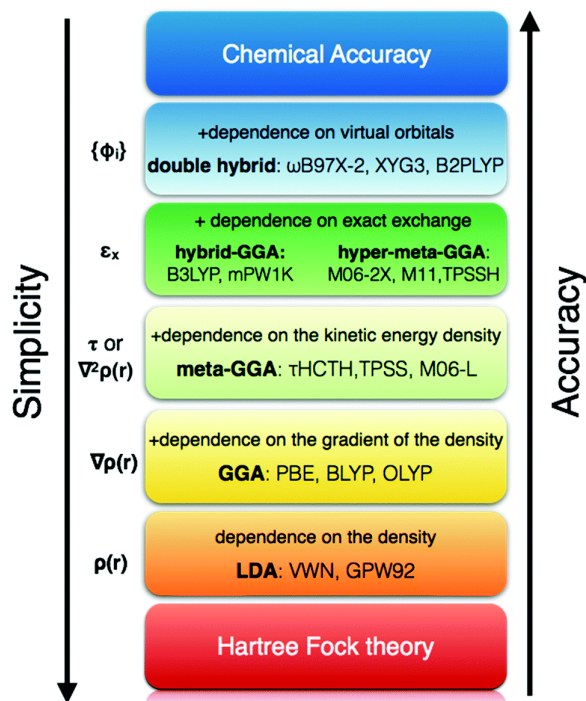 Chemical Accuracy
{ϕi}
+dependence on virtual orbitals
double hybrid: ωB97X-2, XYG3, B2PLYP
εx
+ dependence on exact exchange
hybrid-GGA: hyper-meta-GGA:
B3LYP, mPW1K M06-2X, M11,TPSSH
τ or
∇²ρ(r)
+dependence on the kinetic energy density
meta-GGA: τHCTH,TPSS, M06-L
∇ρ(r)
+dependence on the gradient of the density
GGA: PBE, BLYP, OLYP
ρ(r)
dependence on the density
LDA: VWN, GPW92
Hartree Fock theory
Simplicity
Accuracy